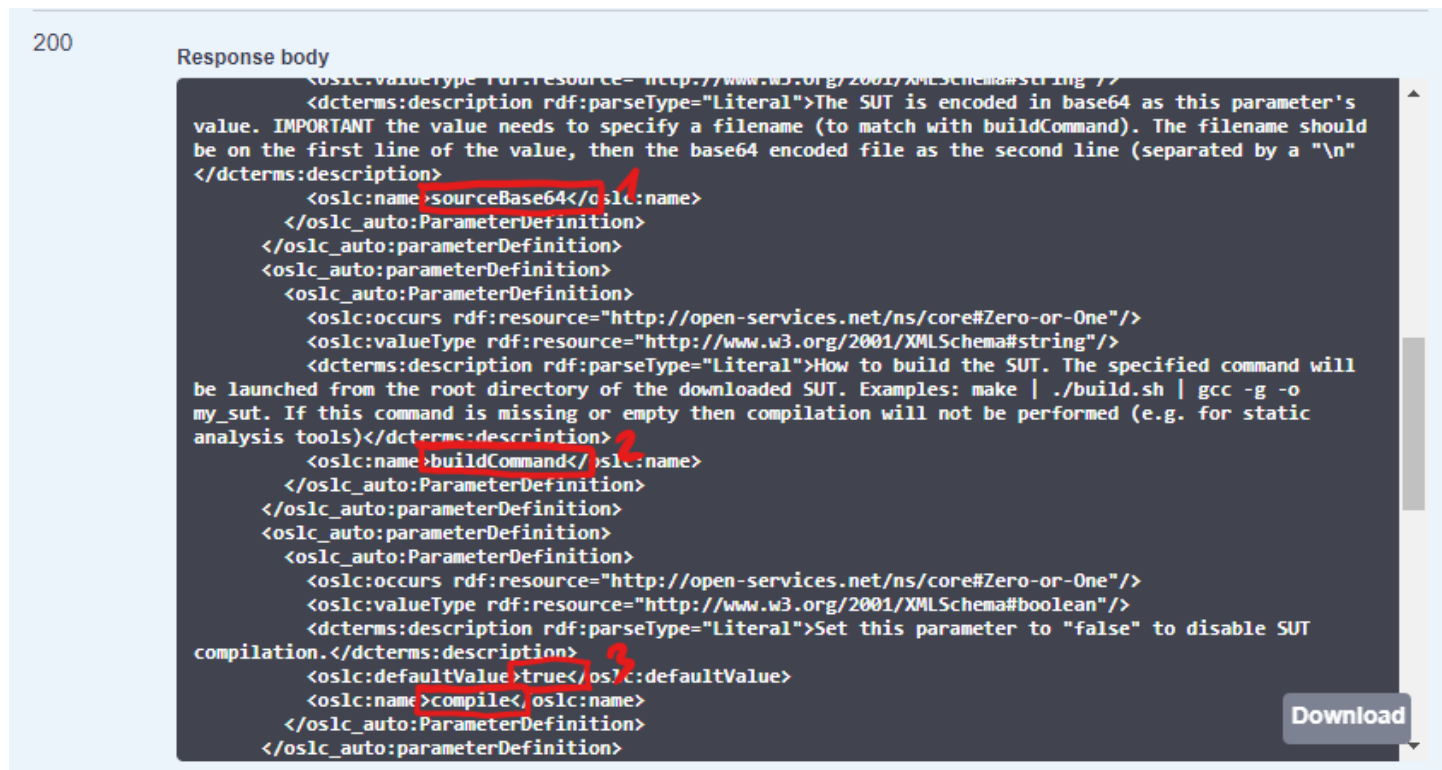 200
Response body
<oslc:valueType rdf:resource="http://www.w3.org/2001/XMLSchema#string"/>
<dcterms:description rdf:parseType="Literal">The SUT is encoded in base64 as this parameter's
value. IMPORTANT the value needs to specify a filename (to match with buildCommand). The filename should
be on the first line of the value, then the base64 encoded file as the second line (separated by a "\n"
</dcterms:description>
1
<oslc:name>sourceBase64</oslc:name>
</oslc_auto:ParameterDefinition>
</oslc_auto:parameterDefinition>
<oslc_auto:parameterDefinition>
<oslc_auto:ParameterDefinition>
<oslc:occurs rdf:resource="http://open-services.net/ns/core#Zero-or-One"/>
<oslc:valueType rdf:resource="http://www.w3.org/2001/XMLSchema#string"/>
<dcterms:description rdf:parseType="Literal">How to build the SUT. The specified command will
be launched from the root directory of the downloaded SUT. Examples: make | ./build.sh | gcc -g -o
my_sut. If this command is missing or empty then compilation will not be performed (e.g. for static
analysis tools)</dcterms:description>
2
<oslc:name>buildCommand</oslc:name>
</oslc_auto:ParameterDefinition>
</oslc_auto:parameterDefinition>
<oslc_auto:parameterDefinition>
<oslc_auto:ParameterDefinition>
<oslc:occurs rdf:resource="http://open-services.net/ns/core#Zero-or-One"/>
<oslc:valueType rdf:resource="http://www.w3.org/2001/XMLSchema#boolean"/>
<dcterms:description rdf:parseType="Literal">Set this parameter to "false" to disable SUT
compilation.</dcterms:description>
3
<oslc:defaultValue>true</oslc:defaultValue>
<oslc:name>compile</oslc:name>
</oslc_auto:ParameterDefinition>
</oslc_auto:parameterDefinition>
Download